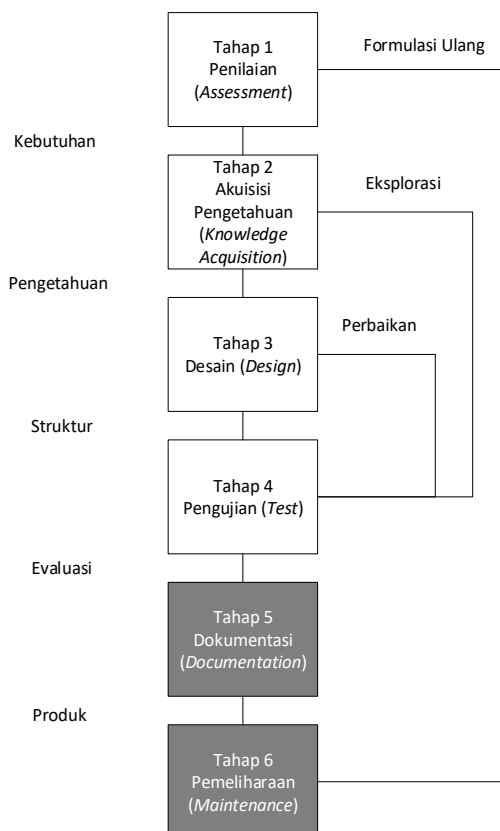 Tahap 1
Penilaian
(Assessment)
Formulasi Ulang
Kebutuhan
Tahap 2
Akuisisi
Pengetahuan
(Knowledge
Acquisition)
Eksplorasi
Pengetahuan
Tahap 3
Desain (Design)
Perbaikan
Struktur
Tahap 4
Pengujian (Test)
Evaluasi
Tahap 5
Dokumentasi
(Documentation)
Produk
Tahap 6
Pemeliharaan
(Maintenance)